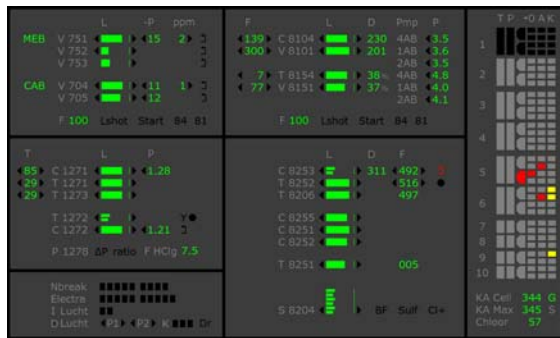 L -P ppm
MEB V 751 15 2
V 752
V 753
CAB V 704 11 1
V 705 12
F 100 Lshot Start 84 81
F L D Pmp P
139 C 8104 230 4AB 3.5
300 V 8101 201 1AB 3.6
2AB 3.5
7 T 8154 38% 4AB 4.8
77 V 8151 37% 1AB 4.0
2AB 4.1
F 100 Lshot Start 84 81
T L P
85 C 1271 1.28
29 T 1271
29 T 1273
T 1272 Y
C 1272 1.21
P 1278 ΔP ratio F HClg 7.5
L D F
C 8253 311 492
T 8252 516
T 8206 497
C 8255
C 8251
C 8252
T 8251 005
S 8204 BF Sulf Cl+
Nbreak
Electra
I Lucht
D Lucht P1 P2 K Dr
T P +O A K
1
2
3
4
5
6
7
8
9
10
KA Cell 344 G
KA Max 345 S
Chloor 57